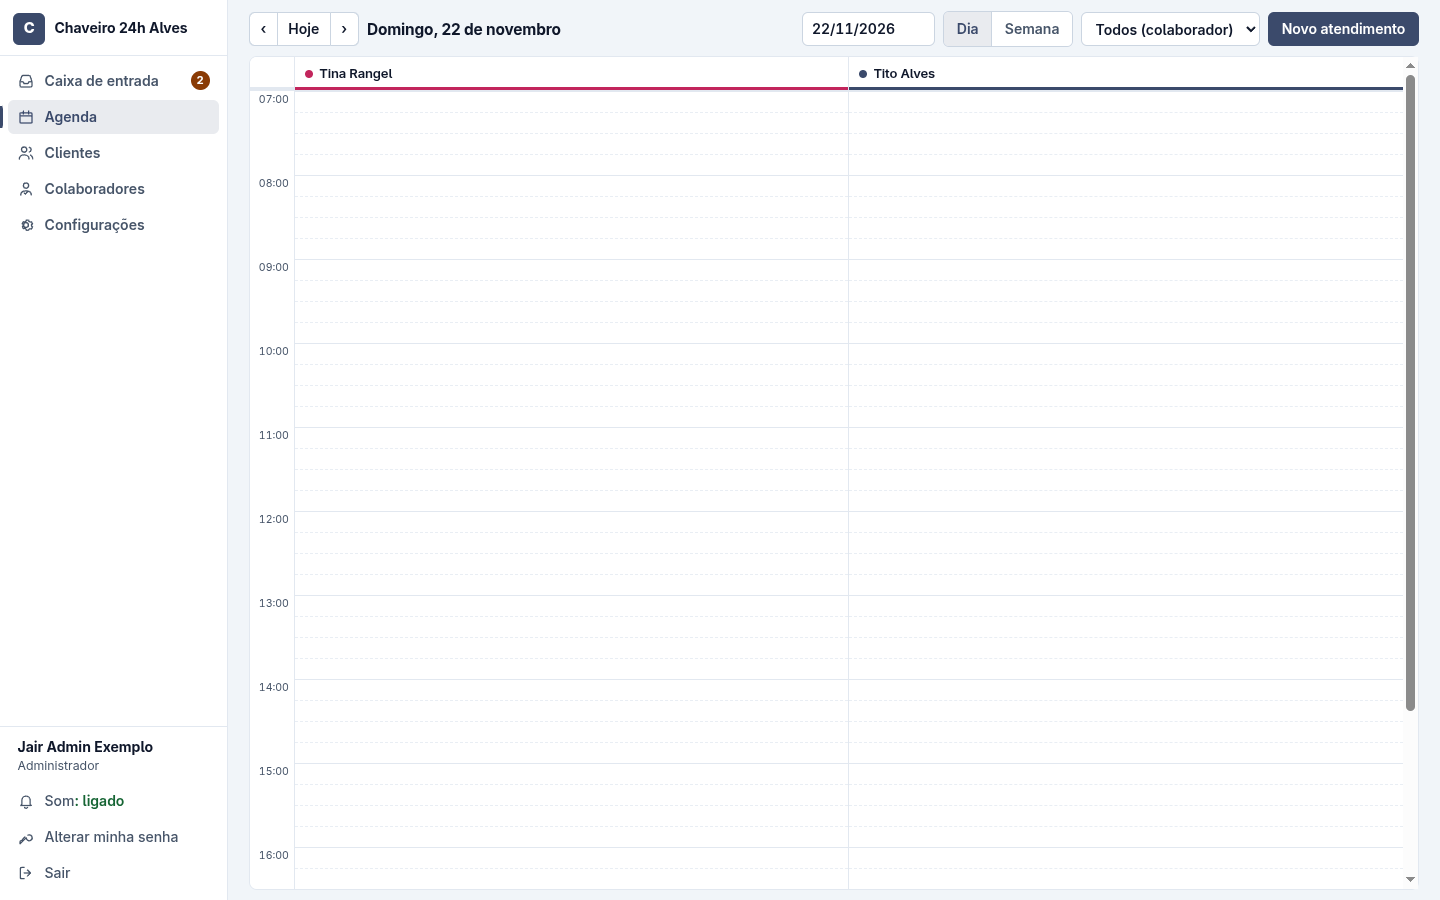 C
Chaveiro 24h Alves
Caixa de entrada
2
Agenda
Clientes
Colaboradores
Configurações
Jair Admin Exemplo
Administrador
Som: ligado
Alterar minha senha
Sair
‹ Hoje ›
Domingo, 22 de novembro
22/11/2026
Dia
Semana
Todos (colaborador)
Novo atendimento
Tina Rangel
Tito Alves
07:00
08:00
09:00
10:00
11:00
12:00
13:00
14:00
15:00
16:00